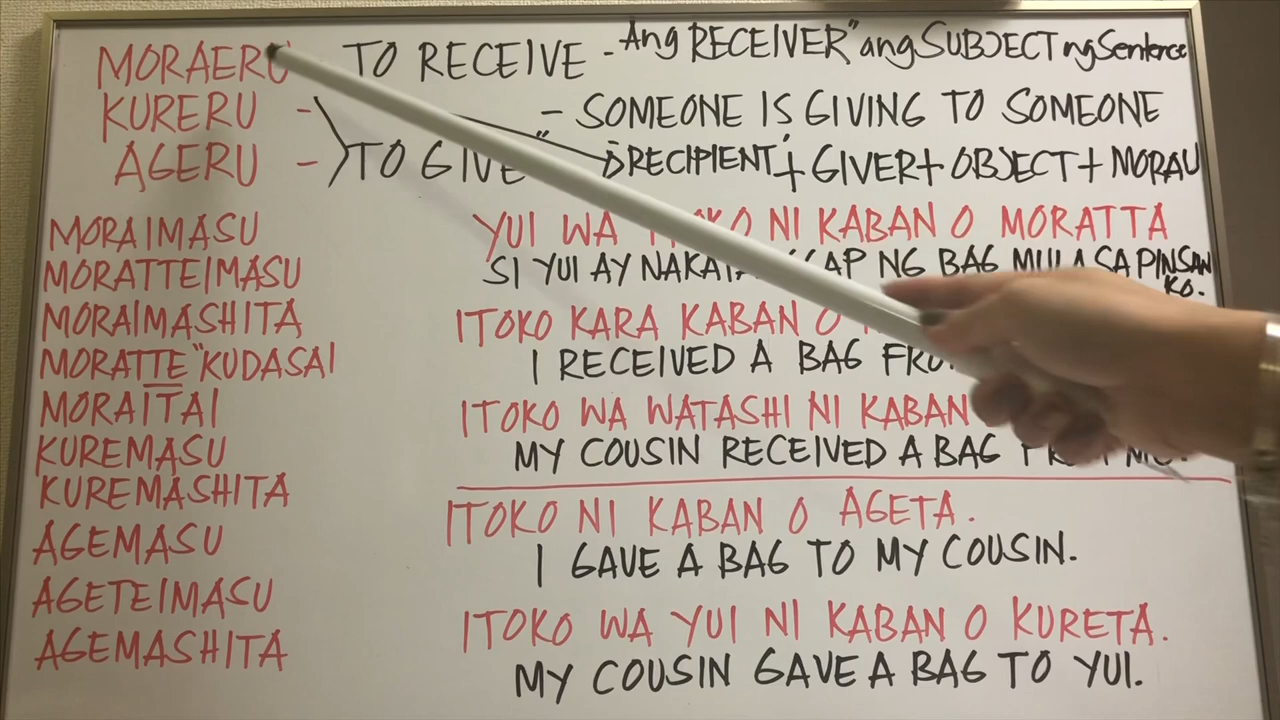 MORAERU TO RECEIVE - Ang RECEIVER" ang SUBJECT ng Sentence
KURERU - - SOMEONE IS GIVING TO SOMEONE
AGERU - TO GIVE" RECIPIENT + GIVER + OBJECT + MORAU
MORAIMASU
MORATTEIMASU
MORAIMASHITA
MORATTE "KUDASAI
MORAITAI
KUREMASU
KUREMASHITA
AGEMASU
AGETEIMASU
AGEMASHITA
YUI WA NI KABAN O MORATTA
SI YUI AY NG BAG MULA SA PINSAN
KO.
ITOKO KARA KABAN O
I RECEIVED A BAG
ITOKO WA WATASHI NI KABAN
MY COUSIN RECEIVED A BAG
ITOKO NI KABAN O AGETA.
I GAVE A BAG TO MY COUSIN.
ITOKO WA YUI NI KABAN O KURETA.
MY COUSIN GAVE A BAG TO YUI.